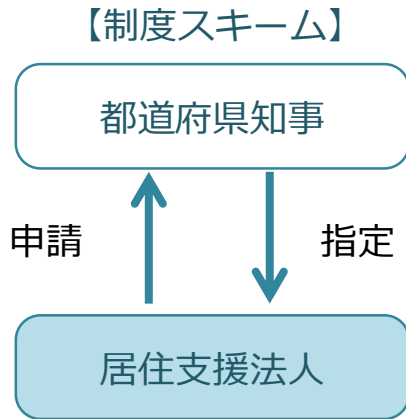 【制度スキーム】
都道府県知事
申請
指定
居住支援法人